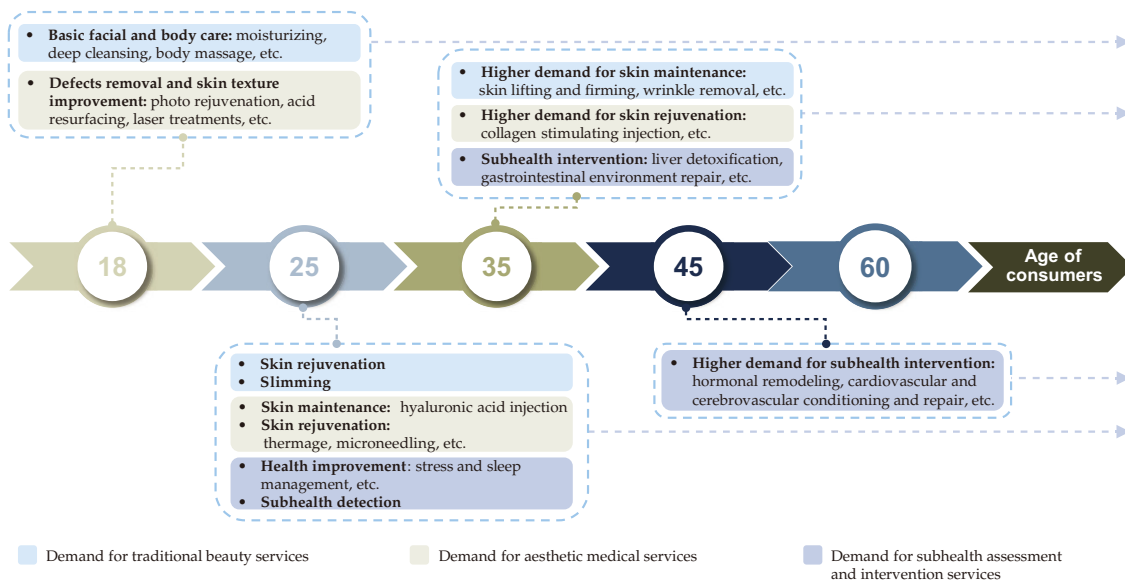 • Basic facial and body care: moisturizing,
deep cleansing, body massage, etc.
• Defects removal and skin texture
improvement: photo rejuvenation, acid
resurfacing, laser treatments, etc.
• Higher demand for skin maintenance:
skin lifting and firming, wrinkle removal, etc.
• Higher demand for skin rejuvenation:
collagen stimulating injection, etc.
• Subhealth intervention: liver detoxification,
gastrointestinal environment repair, etc.
18
25
35
45
60
Age of
consumers
• Skin rejuvenation
• Slimming
• Skin maintenance: hyaluronic acid injection
• Skin rejuvenation:
thermage, microneedling, etc.
• Health improvement: stress and sleep
management, etc.
• Subhealth detection
• Higher demand for subhealth intervention:
hormonal remodeling, cardiovascular and
cerebrovascular conditioning and repair, etc.
Demand for traditional beauty services
Demand for aesthetic medical services
Demand for subhealth assessment
and intervention services